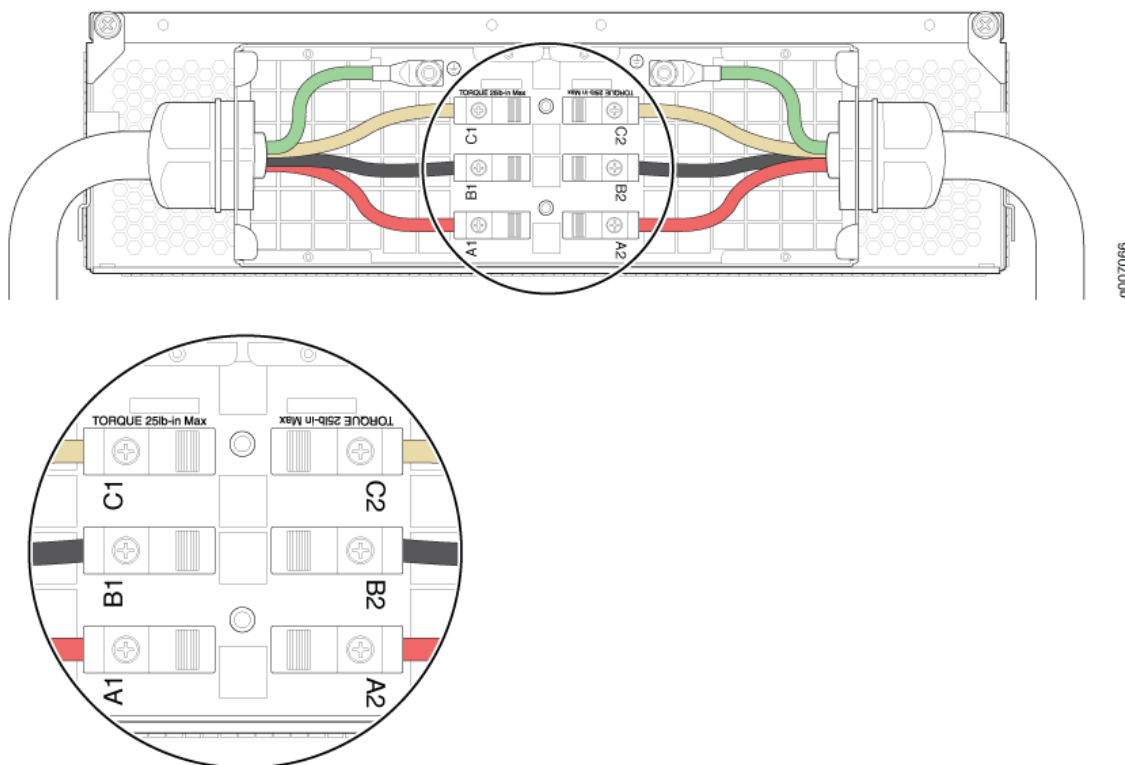 TORQUE 25lb-in Max
TORQUE 25lb-in Max
C1
C2
B1
B2
A1
A2
g007066
TORQUE 25lb-in Max
TORQUE 25lb-in Max
C1
C2
B1
B2
A1
A2